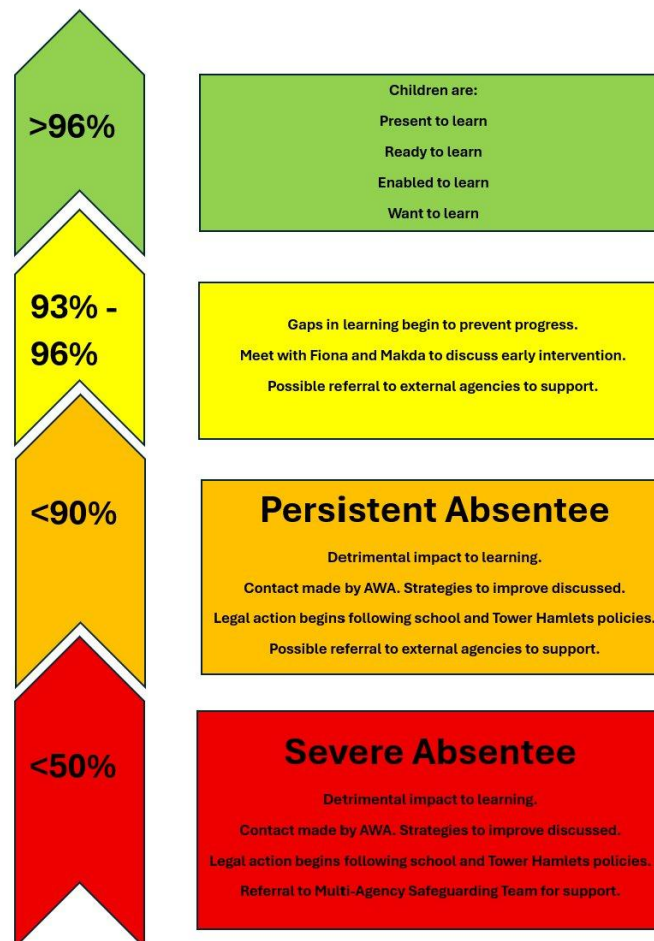 >96%
Children are:
Present to learn
Ready to learn
Enabled to learn
Want to learn
93% -
96%
Gaps in learning begin to prevent progress.
Meet with Fiona and Makda to discuss early intervention.
Possible referral to external agencies to support.
<90%
Persistent Absentee
Detrimental impact to learning.
Contact made by AWA. Strategies to improve discussed.
Legal action begins following school and Tower Hamlets policies.
Possible referral to external agencies to support.
<50%
Severe Absentee
Detrimental impact to learning.
Contact made by AWA. Strategies to improve discussed.
Legal action begins following school and Tower Hamlets policies.
Referral to Multi-Agency Safeguarding Team for support.